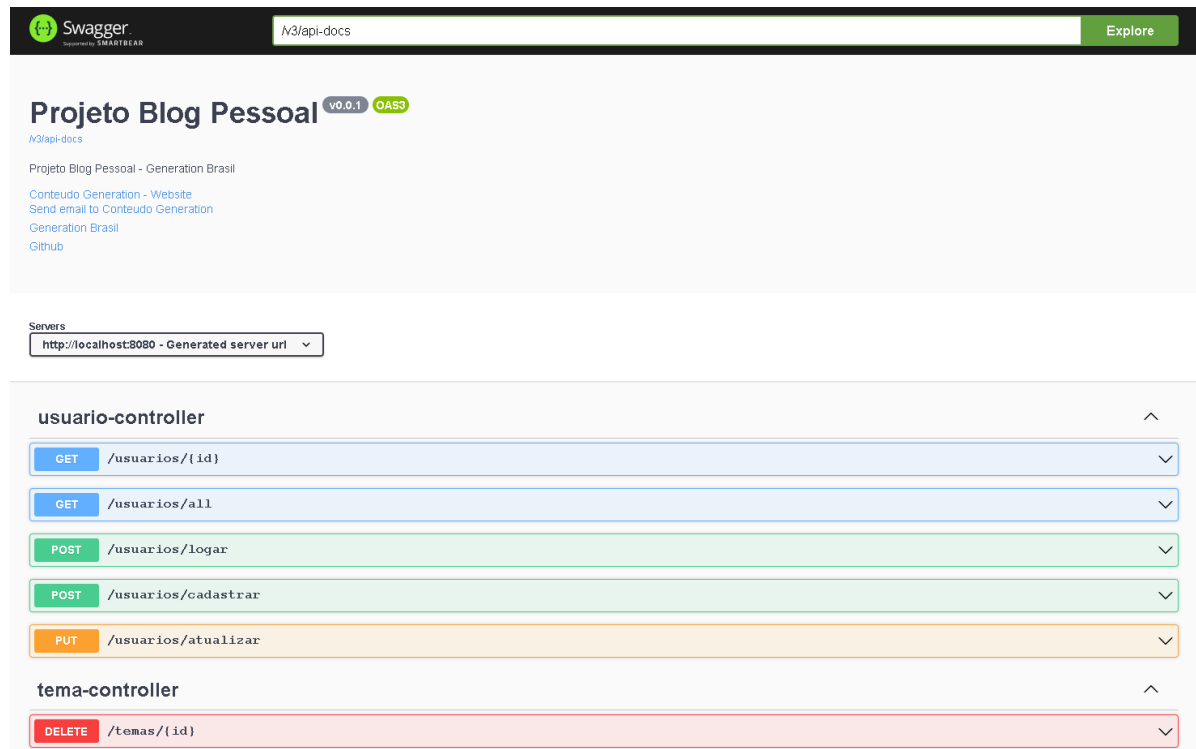 Swagger.
Supported by SMARTBEAR
/v3/api-docs
Explore
Projeto Blog Pessoal v0.0.1 OAS3
/v3/api-docs
Projeto Blog Pessoal - Generation Brasil
Conteudo Generation - Website
Send email to Conteudo Generation
Generation Brasil
Github
Servers
http://localhost:8080 - Generated server url
usuario-controller
GET /usuarios/{id}
GET /usuarios/all
POST /usuarios/logar
POST /usuarios/cadastrar
PUT /usuarios/atualizar
tema-controller
DELETE /temas/{id}